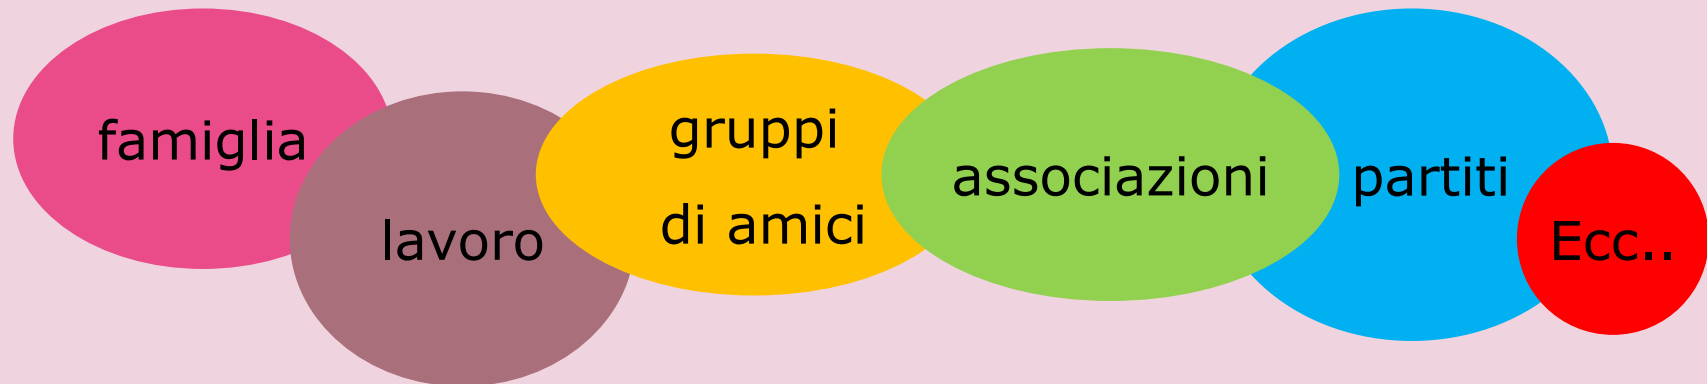 famiglia
lavoro
gruppi
di amici
associazioni
partiti
Ecc..